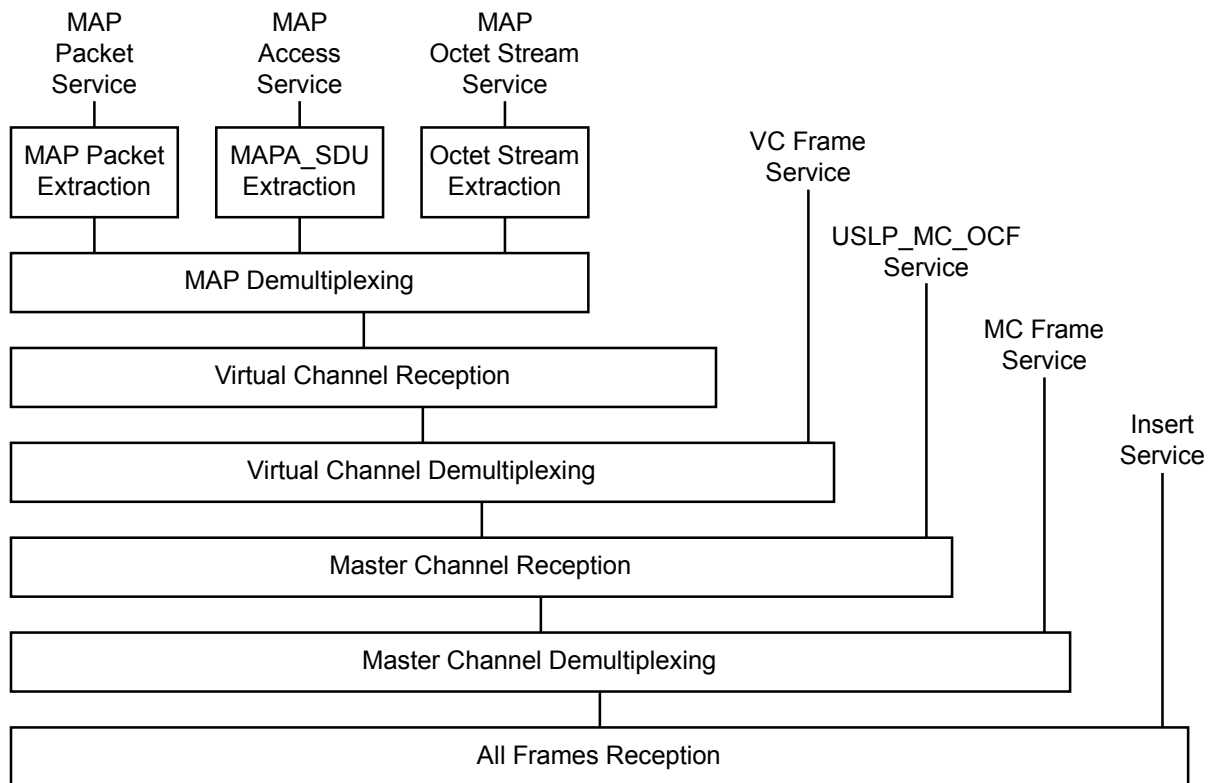 MAP
Packet
Service
MAP
Access
Service
MAP
Octet Stream
Service
MAP Packet
Extraction
MAPA_SDU
Extraction
Octet Stream
Extraction
VC Frame
Service
USLP_MC_OCF
Service
MC Frame
Service
Insert
Service
MAP Demultiplexing
Virtual Channel Reception
Virtual Channel Demultiplexing
Master Channel Reception
Master Channel Demultiplexing
All Frames Reception